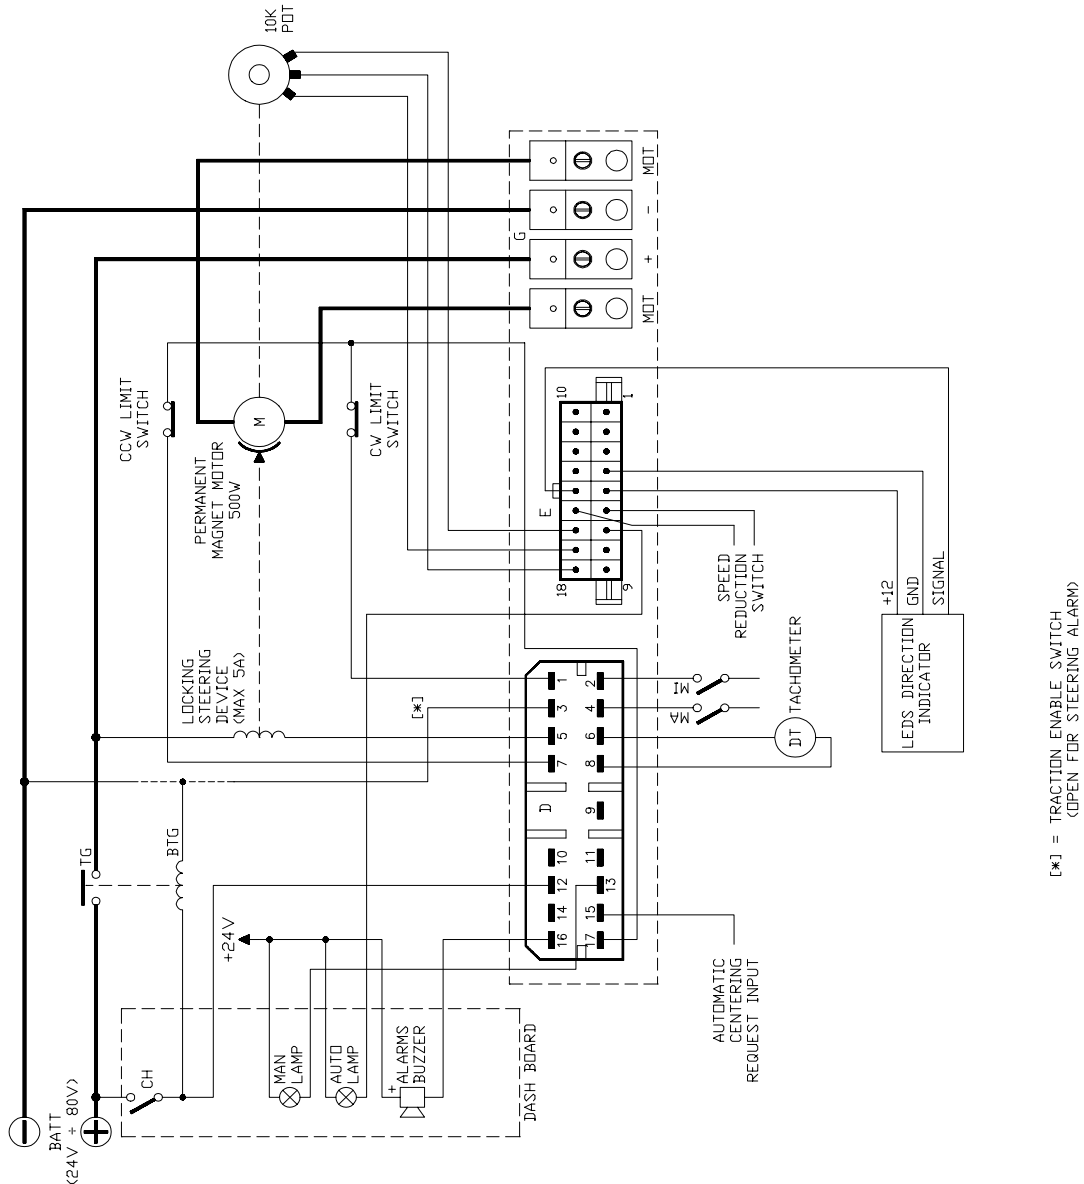 10K
POT
MOT
-
G
+
MOT
CCW LIMIT
SWITCH
M
CW LIMIT
SWITCH
PERMANENT
MAGNET MOTOR
500W
10
1
E
18
9
SPEED
REDUCTION
SWITCH
+12
GND
SIGNAL
LEDS DIRECTION
INDICATOR
LOCKING
STEERING
DEVICE
(MAX 5A)
[*]
1
2
3
4
5
6
7
8
D
9
10
11
12
13
14
15
16
17
MI
MA
DT
TACHOMETER
TG
BTG
+24V
AUTOMATIC
CENTERING
REQUEST INPUT
CH
MAN
LAMP
AUTO
LAMP
+
ALARMS
BUZZER
DASH BOARD
BATT
(24V ÷ 80V)
[*] = TRACTION ENABLE SWITCH
(OPEN FOR STEERING ALARM)